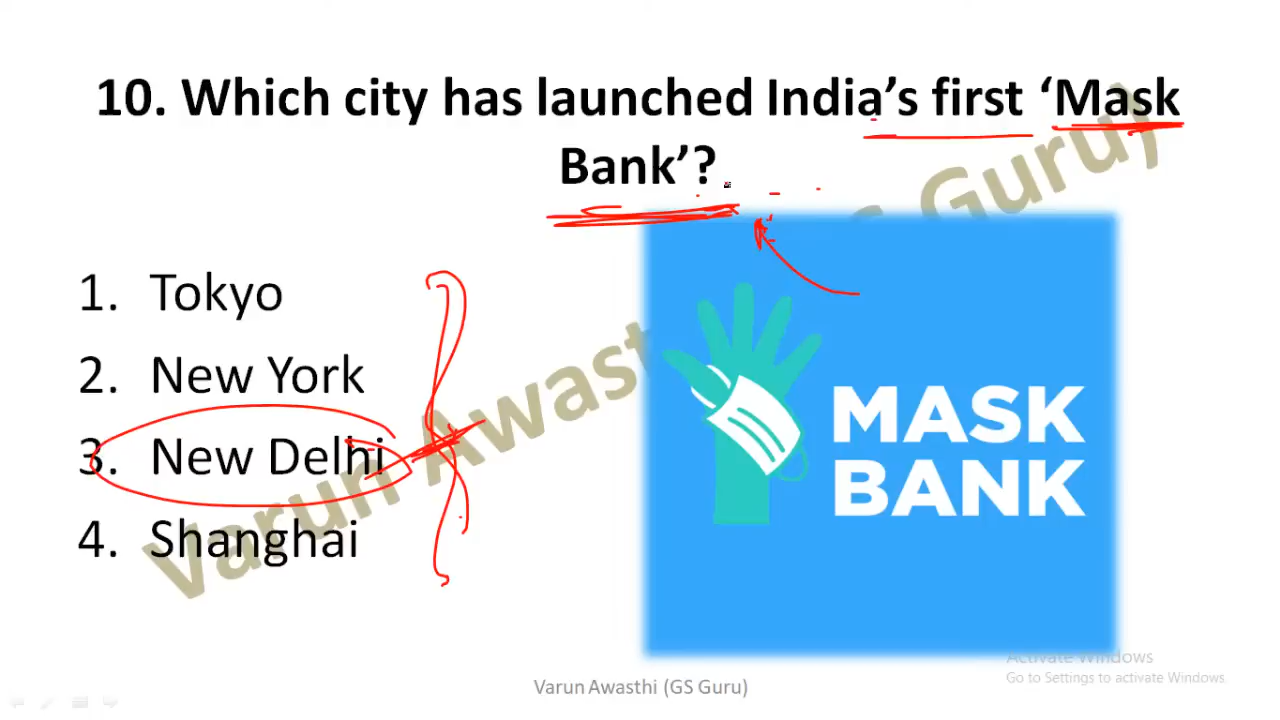 10. Which city has launched India's first ‘Mask
Bank’?
1. Tokyo
2. New York
3. New Delhi
4. Shanghai
MASK
BANK
Varun Awasthi (GS Guru)
Activate Windows
Go to Settings to activate Windows.
Varun Awasthi (GS Guru)